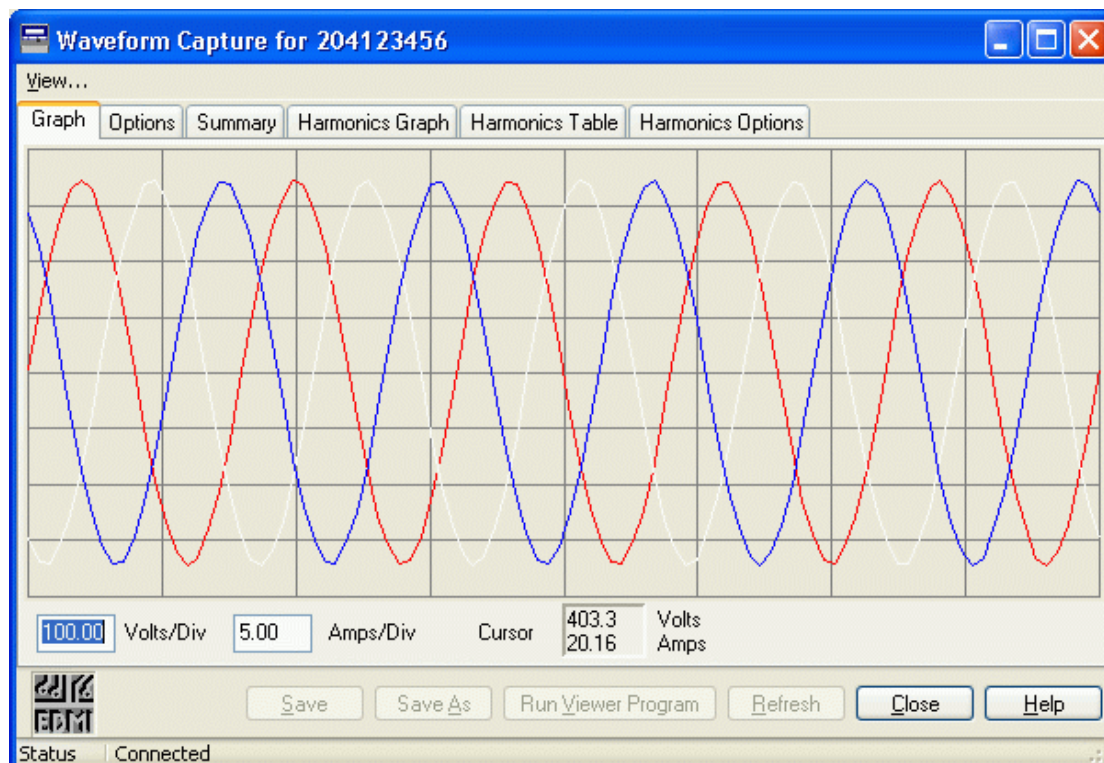 Waveform Capture for 204123456
View...
Graph Options Summary Harmonics Graph Harmonics Table Harmonics Options
100.00 Volts/Div 5.00 Amps/Div Cursor 403.3 Volts
20.16 Amps
EDMI Save Save As Run Viewer Program Refresh Close Help
Status Connected